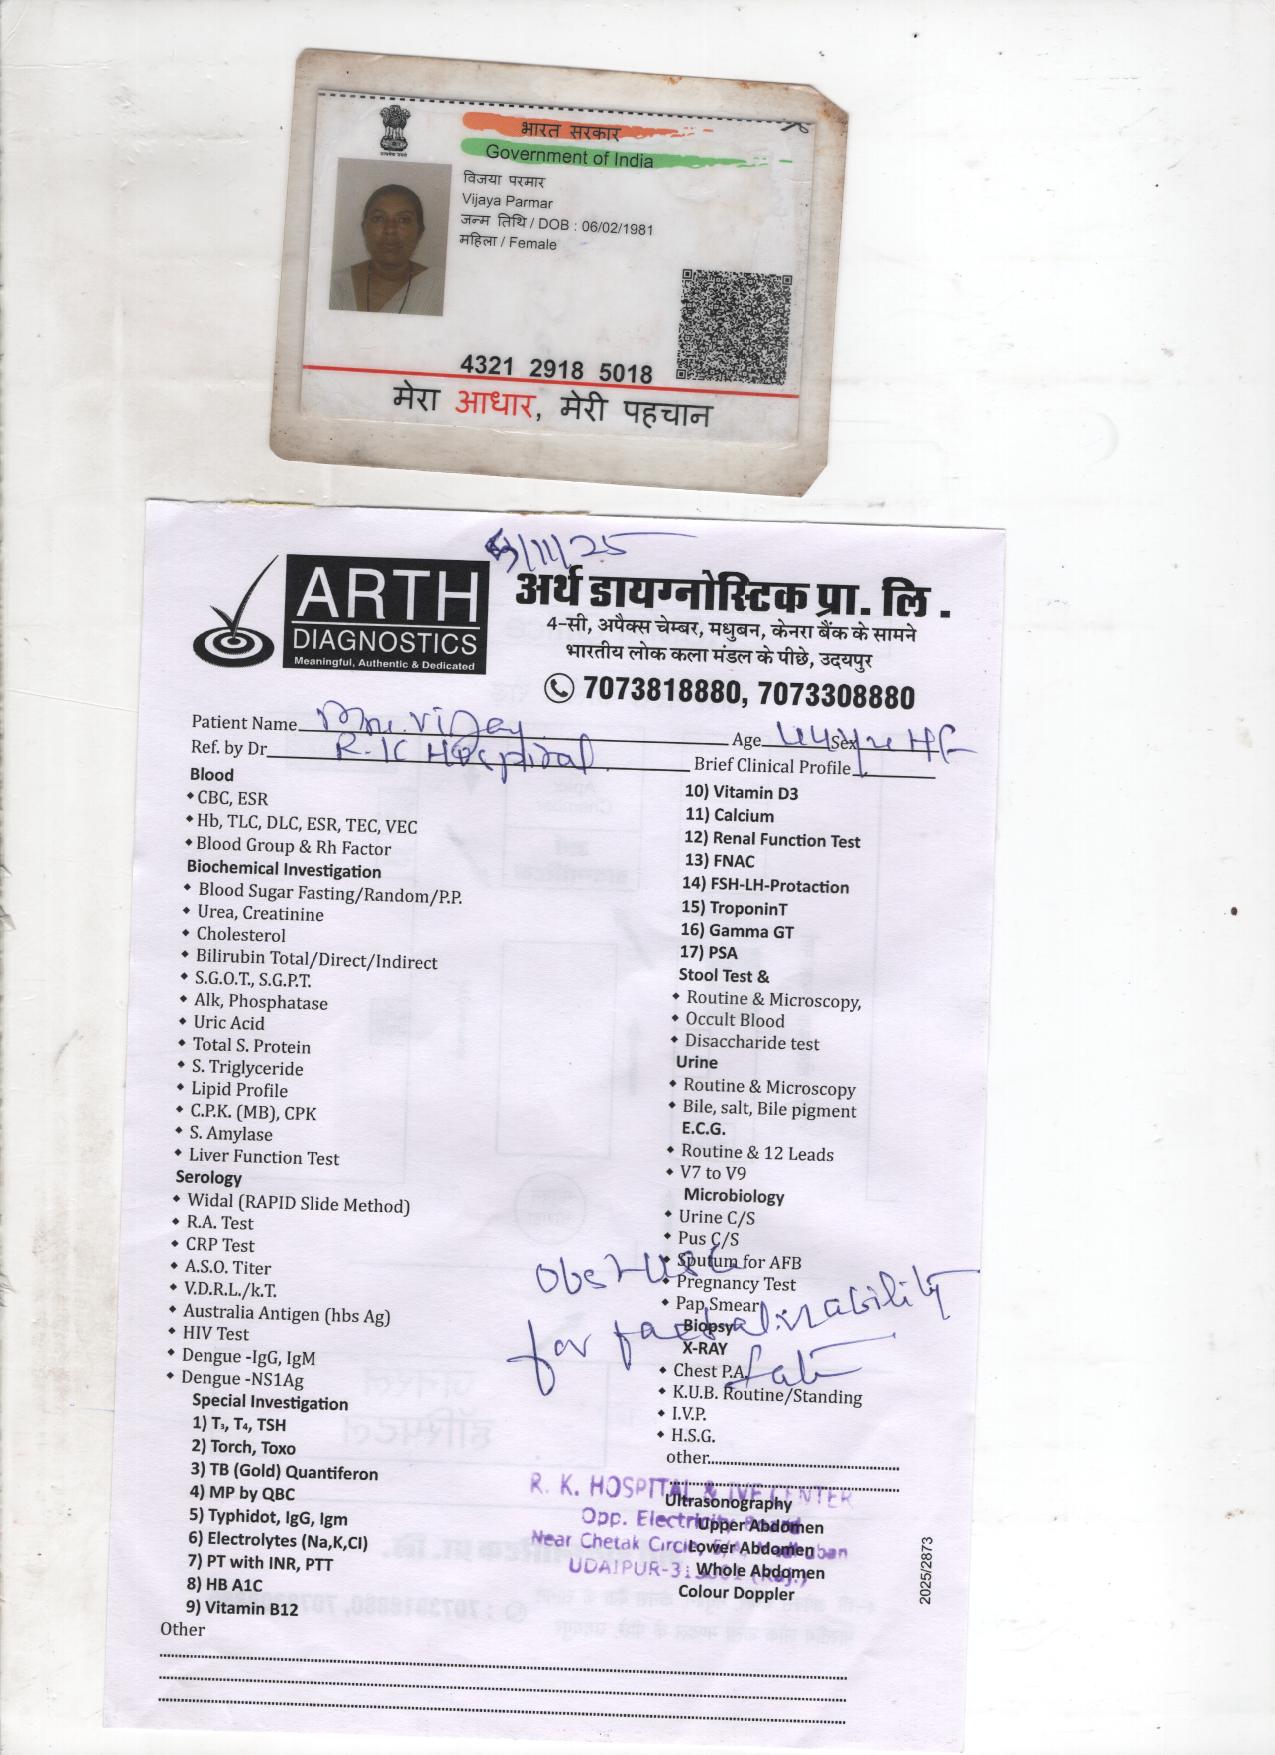 भारत सरकार
Government of India
विजया परमार
Vijaya Parmar
जन्म तिथि / DOB : 06/02/1981
महिला / Female
4321 2918 5018
मेरा आधार, मेरी पहचान
5/11/25
ARTH
DIAGNOSTICS
Meaningful, Authentic & Dedicated
अर्थ डायग्नोस्टिक प्रा. लि .
4-सी, अपैक्स चेम्बर, मधुबन, केनरा बैंक के सामने
भारतीय लोक कला मंडल के पीछे, उदयपुर
7073818880, 7073308880
Patient Name Vijay Age 44 Sex
Ref. by Dr R.K Hospital Brief Clinical Profile
Blood
CBC, ESR
Hb, TLC, DLC, ESR, TEC, VEC
Blood Group & Rh Factor
Biochemical Investigation
Blood Sugar Fasting/Random/P.P.
Urea, Creatinine
Cholesterol
Bilirubin Total/Direct/Indirect
S.G.O.T., S.G.P.T.
Alk, Phosphatase
Uric Acid
Total S. Protein
S. Triglyceride
Lipid Profile
C.P.K. (MB), CPK
S. Amylase
Liver Function Test
Serology
Widal (RAPID Slide Method)
R.A. Test
CRP Test
A.S.O. Titer
V.D.R.L./k.T.
Australia Antigen (hbs Ag)
HIV Test
Dengue -IgG, IgM
Dengue -NS1Ag
Special Investigation
1) T₃, T₄, TSH
2) Torch, Toxo
3) TB (Gold) Quantiferon
4) MP by QBC
5) Typhidot, IgG, Igm
6) Electrolytes (Na,K,Cl)
7) PT with INR, PTT
8) HB A1C
9) Vitamin B12
Other
10) Vitamin D3
11) Calcium
12) Renal Function Test
13) FNAC
14) FSH-LH-Protaction
15) TroponinT
16) Gamma GT
17) PSA
Stool Test &
Routine & Microscopy,
Occult Blood
Disaccharide test
Urine
Routine & Microscopy
Bile, salt, Bile pigment
E.C.G.
Routine & 12 Leads
V7 to V9
Microbiology
Urine C/S
Pus C/S
Sputum for AFB
Pregnancy Test
Pap Smear
Biopsy
X-RAY
Chest P.A.
K.U.B. Routine/Standing
I.V.P.
H.S.G.
other
Ultrasonography
Upper Abdomen
Lower Abdomen
Whole Abdomen
Colour Doppler
for viability
R. K. HOSPITAL & IVF CENTER
Opp. Electricity Board
Near Chetak Circle,
UDAIPUR-313001 (Raj.)
2025/2873